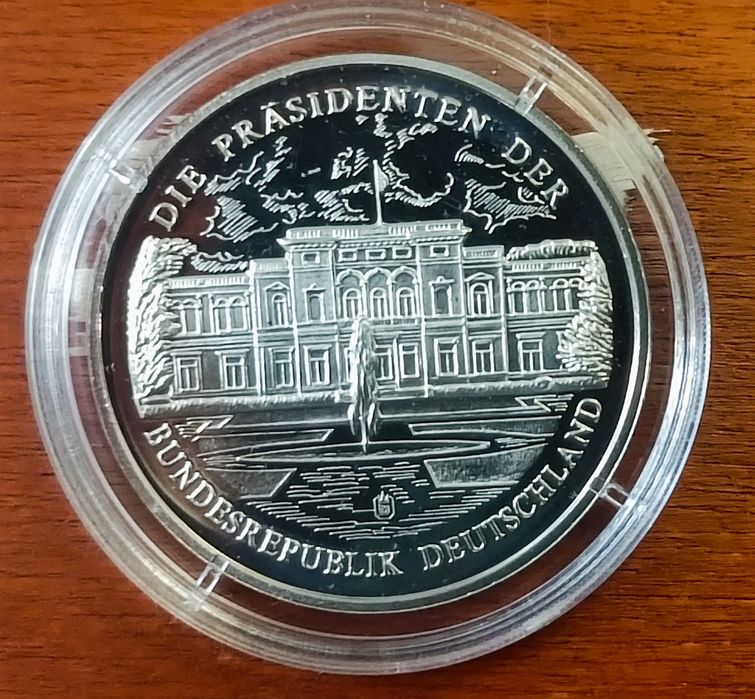 DIE PRÄSIDENTEN DER
BUNDESREPUBLIK DEUTSCHLAND